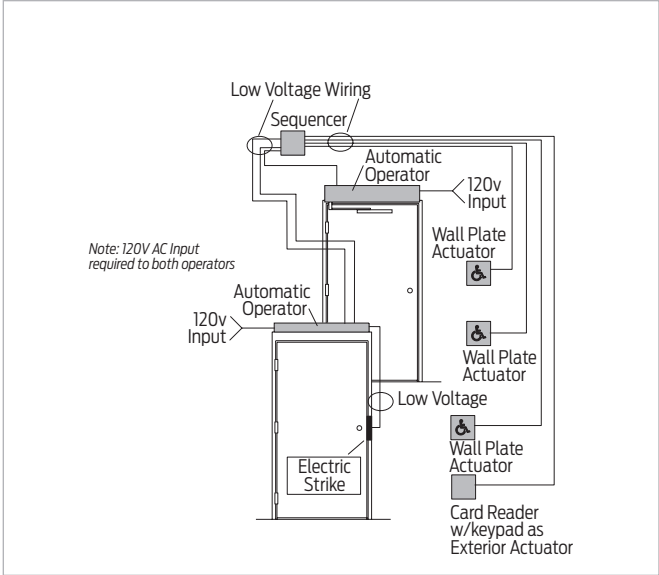 Low Voltage Wiring
Sequencer
Automatic
Operator
120v
Input
Wall Plate
Actuator
Note: 120V AC Input
required to both operators
Automatic
Operator
120v
Input
Wall Plate
Actuator
Low Voltage
Wall Plate
Actuator
Electric
Strike
Card Reader
w/keypad as
Exterior Actuator